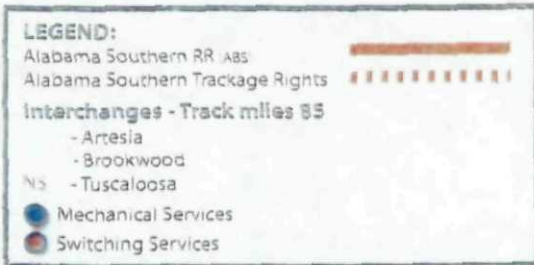 LEGEND:
Alabama Southern RR (ABS)
Alabama Southern Trackage Rights
Interchanges - Track miles 85
- Artesia
- Brookwood
NS - Tuscaloosa
Mechanical Services
Switching Services